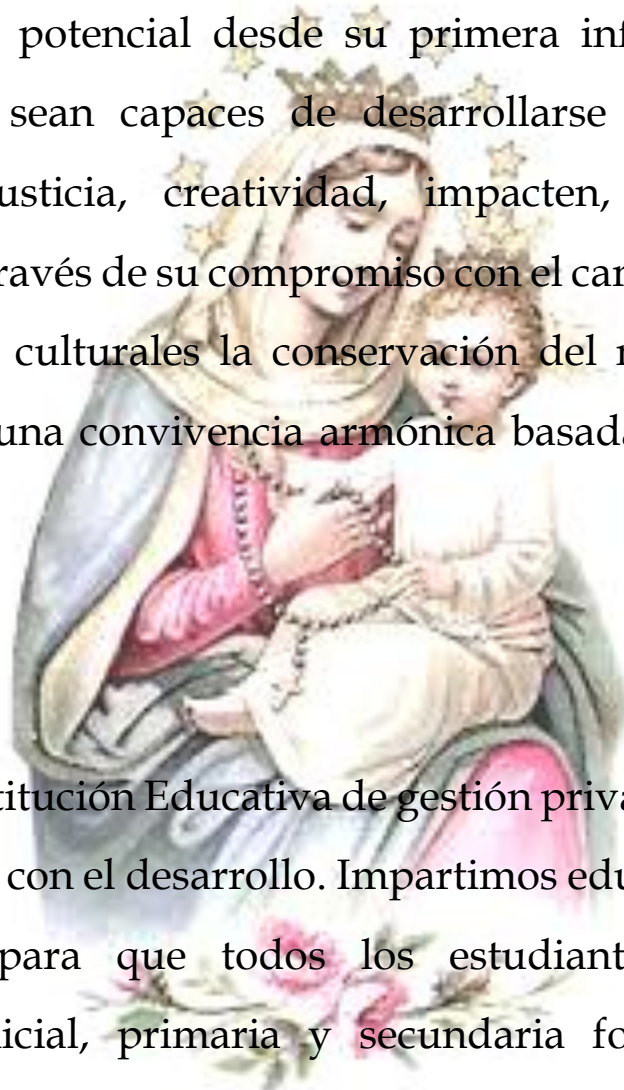 potencial desde su primera inf
sean capaces de desarrollarse
usticia, creatividad, impacten,
ravés de su compromiso con el car
culturales la conservación del
una convivencia armónica basada
titución Educativa de gestión priva
con el desarrollo. Impartimos edu
para que todos los estudiant
icial, primaria y secundaria fo